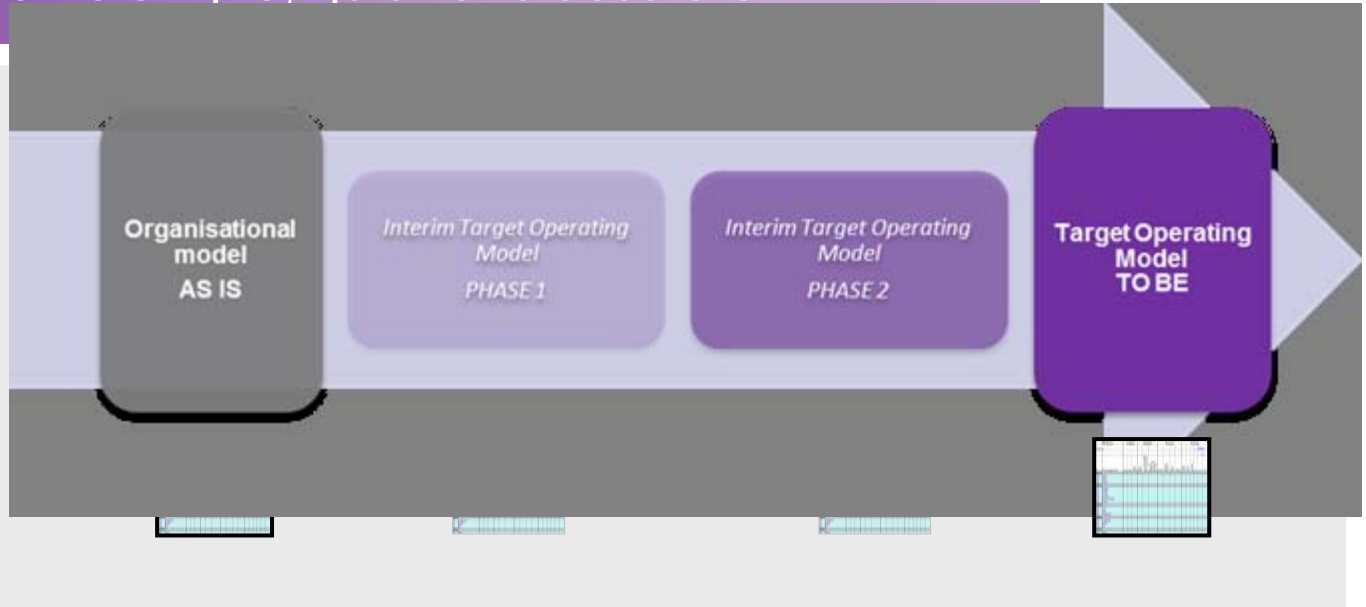 Organisational
model
AS IS
Interim Target Operating
Model
PHASE 1
Interim Target Operating
Model
PHASE 2
Target Operating
Model
TO BE